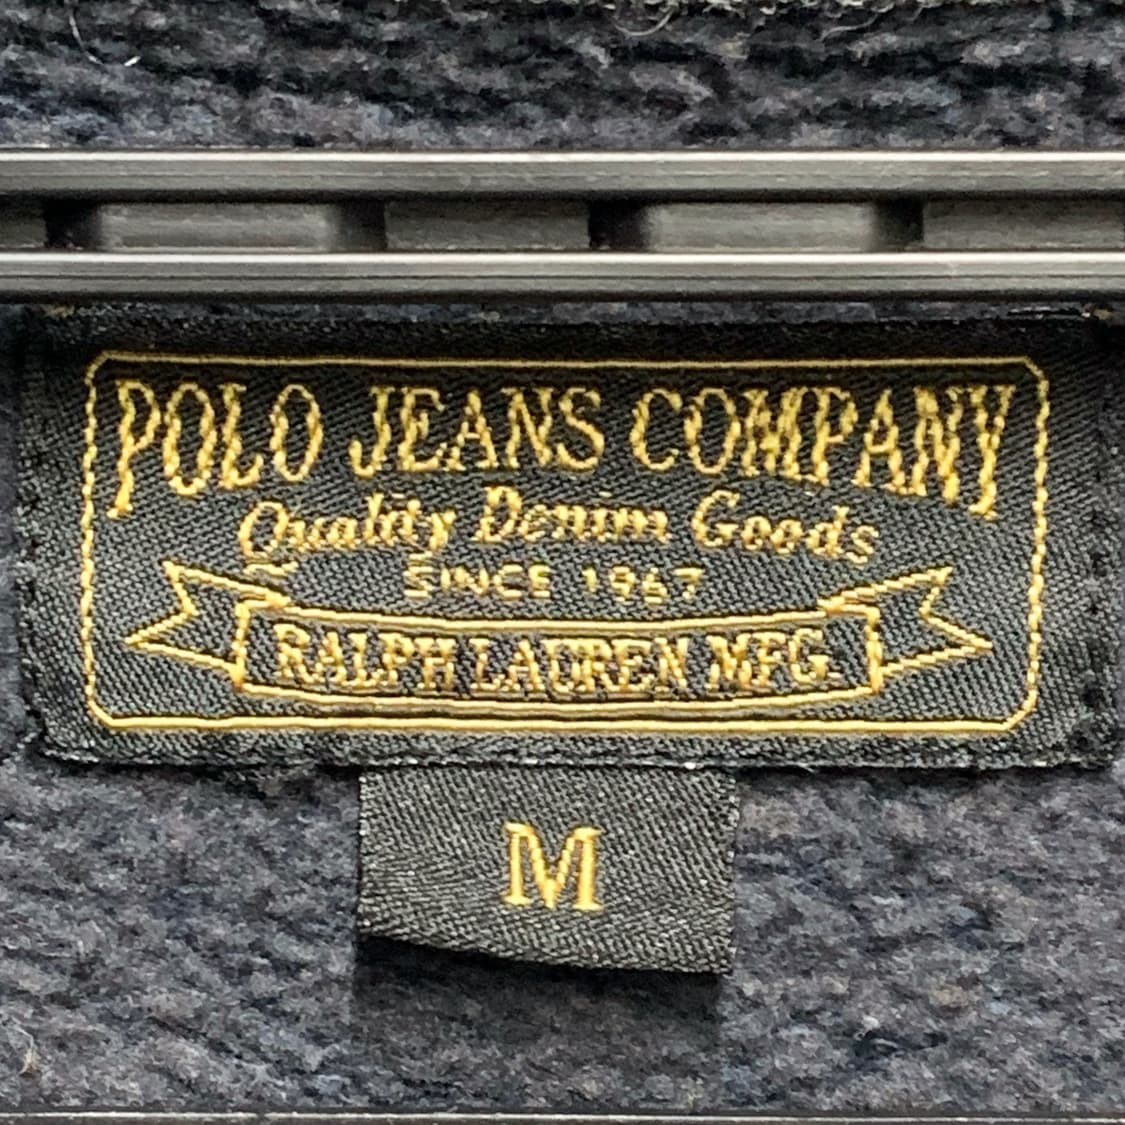 POLO JEANS COMPANY
Quality Denim Goods
SINCE 1967
RALPH LAUREN MFG.
M